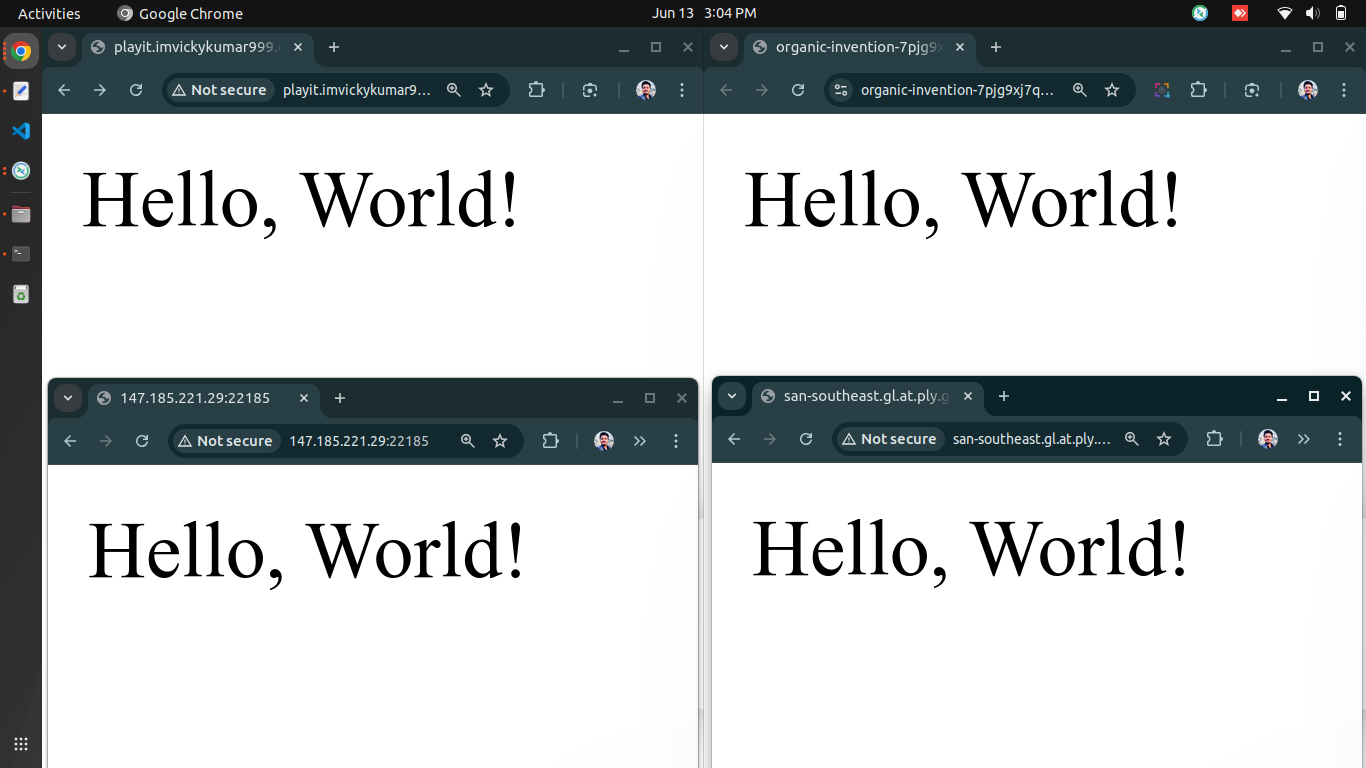 Activities Google Chrome Jun 13 3:04 PM
playit.imvickykumar999.
Not secure playit.imvickykumar9...
Hello, World!
organic-invention-7pjg9x
organic-invention-7pjg9xj7q...
Hello, World!
147.185.221.29:22185
Not secure 147.185.221.29:22185
Hello, World!
san-southeast.gl.at.ply.g
Not secure san-southeast.gl.at.ply....
Hello, World!